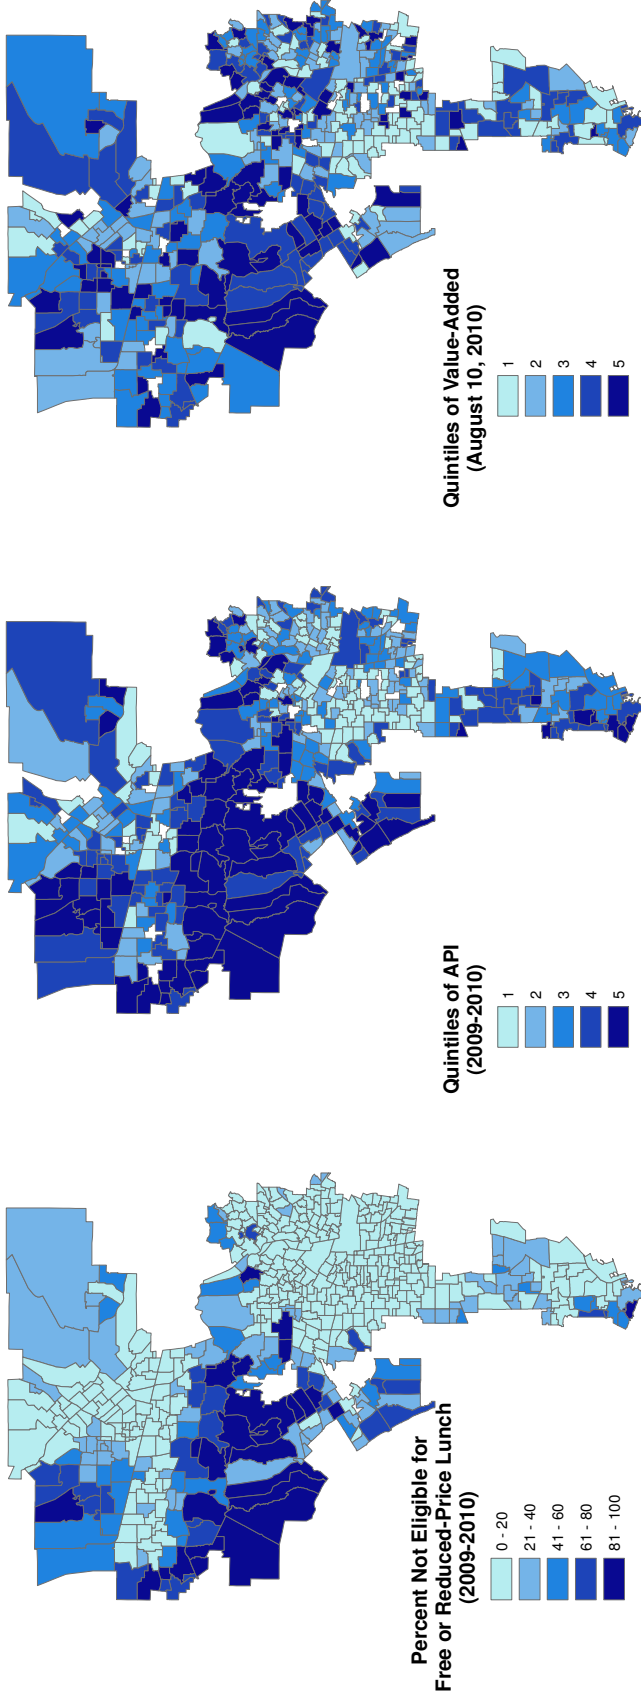 Percent Not Eligible for
Free or Reduced-Price Lunch
(2009-2010)
0 - 20
21 - 40
41 - 60
61 - 80
81 - 100
Quintiles of API
(2009-2010)
1
2
3
4
5
Quintiles of Value-Added
(August 10, 2010)
1
2
3
4
5